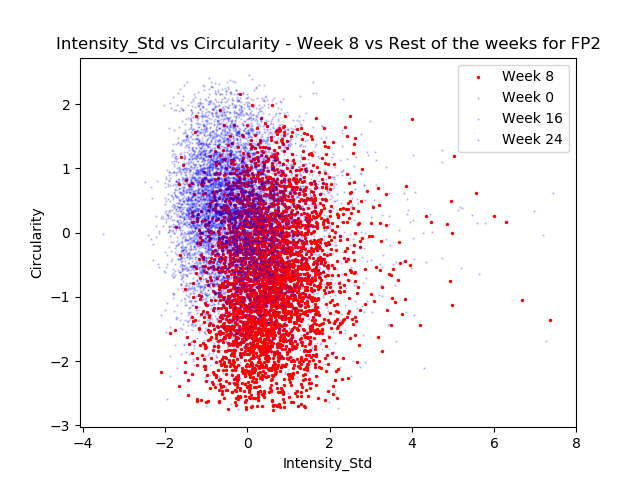 Intensity_Std vs Circularity - Week 8 vs Rest of the weeks for FP2
Week 8
Week 0
Week 16
Week 24
2
1
0
−1
−2
−3
Circularity
−4
−2
0
2
4
6
8
Intensity_Std